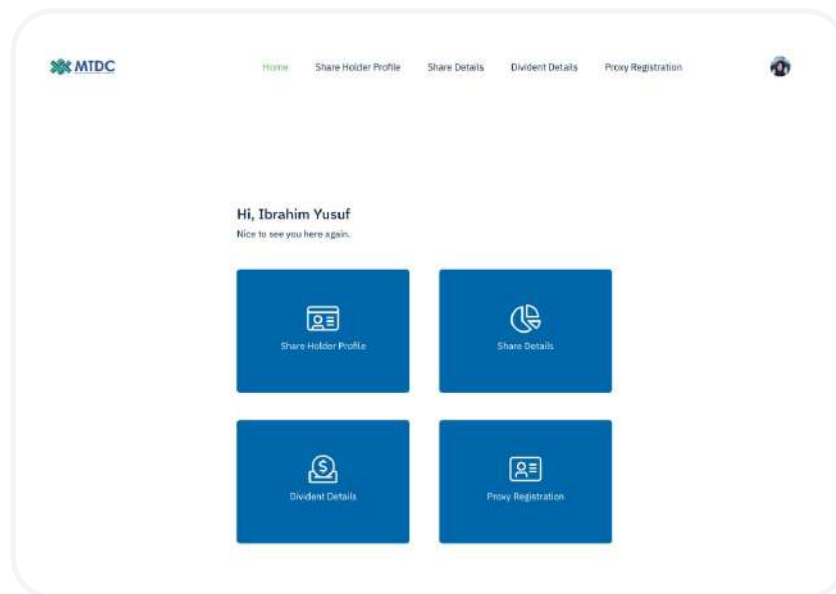 MTDC
Home Share Holder Profile Share Details Divident Details Proxy Registration
Hi, Ibrahim Yusuf
Nice to see you here again.
Share Holder Profile
Share Details
Divident Details
Proxy Registration